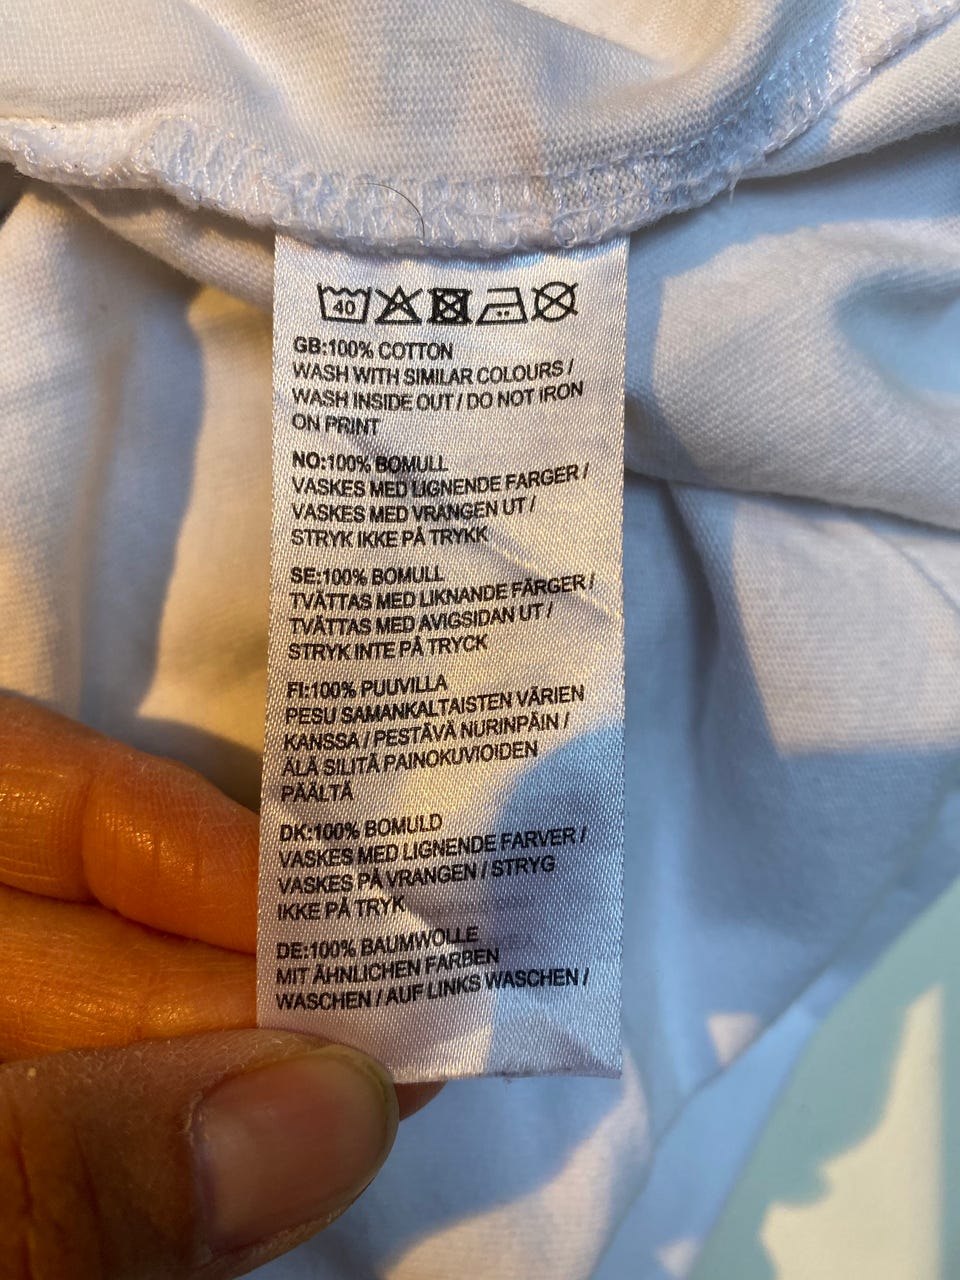 40
GB:100% COTTON
WASH WITH SIMILAR COLOURS /
WASH INSIDE OUT / DO NOT IRON
ON PRINT
NO:100% BOMULL
VASKES MED LIGNENDE FARGER /
VASKES MED VRANGEN UT /
STRYK IKKE PÅ TRYKK
SE:100% BOMULL
TVÄTTAS MED LIKNANDE FÄRGER /
TVÄTTAS MED AVIGSIDAN UT /
STRYK INTE PÅ TRYCK
FI:100% PUUVILLA
PESU SAMANKALTAISTEN VÄRIEN
KANSSA / PESTÄVÄ NURINPÄIN /
ÄLÄ SILITÄ PAINOKUVIOIDEN
PÄÄLTÄ
DK:100% BOMULD
VASKES MED LIGNENDE FARVER /
VASKES PÅ VRANGEN / STRYG
IKKE PÅ TRYK
DE:100% BAUMWOLLE
MIT ÄHNLICHEN FARBEN
WASCHEN / AUF LINKS WASCHEN /